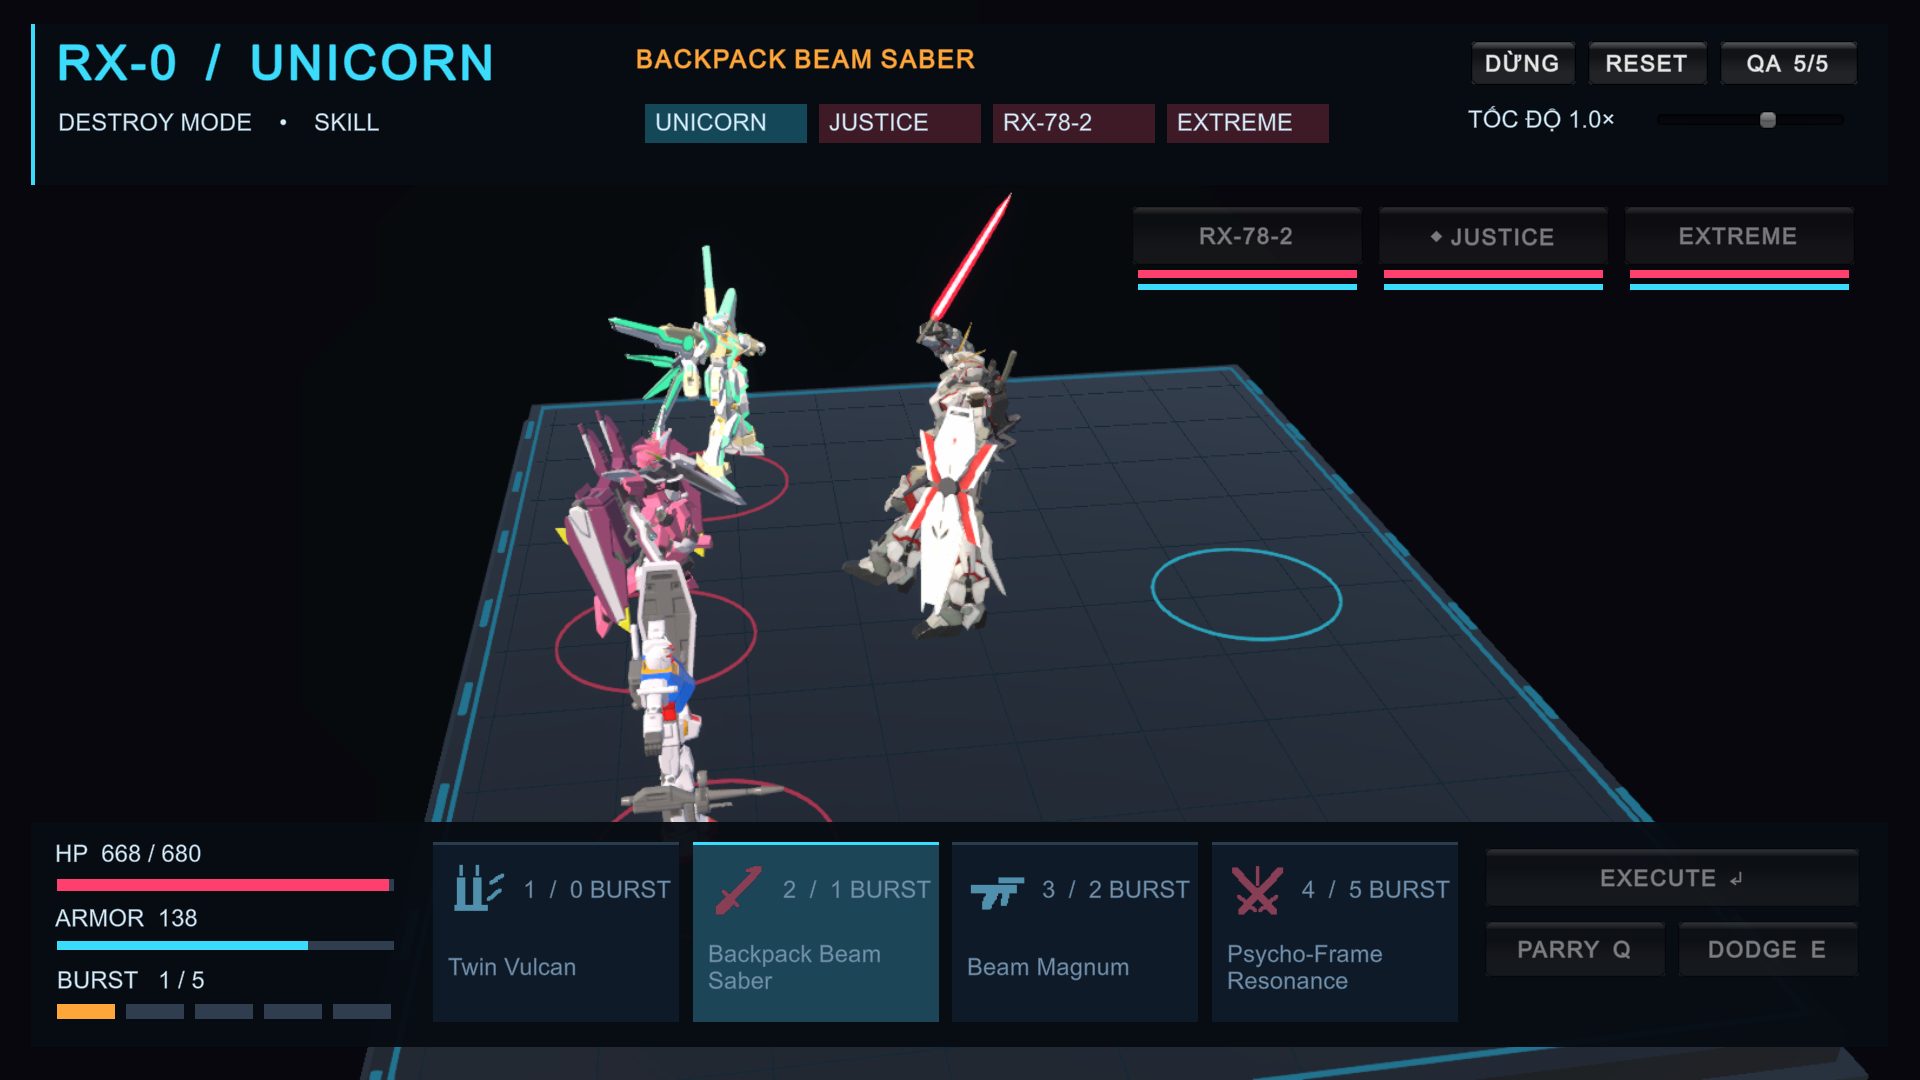 RX-0 / UNICORN
DESTROY MODE • SKILL
BACKPACK BEAM SABER
UNICORN
JUSTICE
RX-78-2
EXTREME
DỪNG
RESET
QA 5/5
TỐC ĐỘ 1.0×
RX-78-2
◆ JUSTICE
EXTREME
HP 668 / 680
ARMOR 138
BURST 1 / 5
1 / 0 BURST
Twin Vulcan
2 / 1 BURST
Backpack Beam
Saber
3 / 2 BURST
Beam Magnum
4 / 5 BURST
Psycho-Frame
Resonance
EXECUTE ↲
PARRY Q
DODGE E